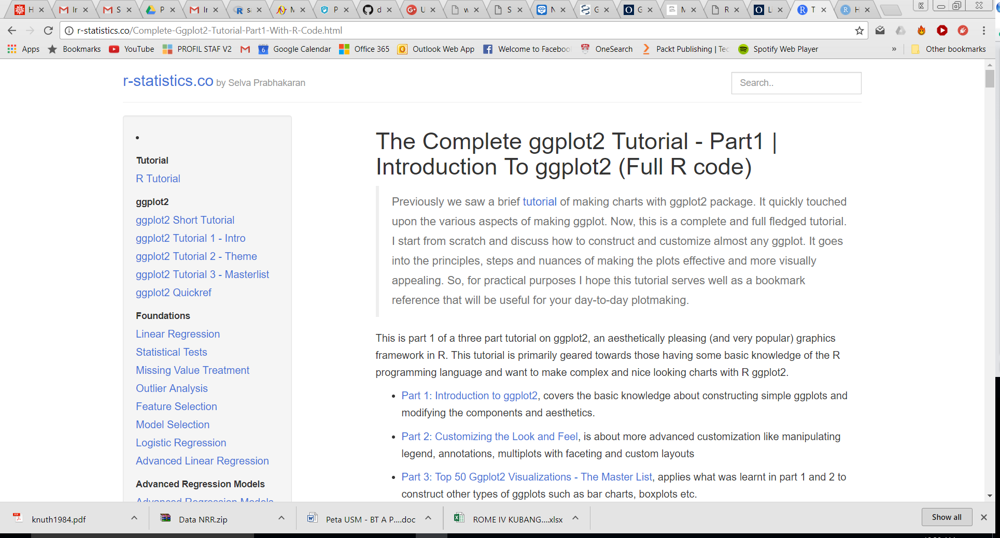 H
Ir
S
P
Ir
sa
M
P
d
U
w
S
N
G
G
M
R
Li
T
H
K
r-statistics.co/Complete-Ggplot2-Tutorial-Part1-With-R-Code.html
Apps Bookmarks YouTube PROFIL STAF V2 6 Google Calendar Office 365 Outlook Web App Welcome to Faceboo OneSearch Packt Publishing | Tec Spotify Web Player » Other bookmarks
r-statistics.co by Selva Prabhakaran
Search..
Tutorial
R Tutorial
ggplot2
ggplot2 Short Tutorial
ggplot2 Tutorial 1 - Intro
ggplot2 Tutorial 2 - Theme
ggplot2 Tutorial 3 - Masterlist
ggplot2 Quickref
Foundations
Linear Regression
Statistical Tests
Missing Value Treatment
Outlier Analysis
Feature Selection
Model Selection
Logistic Regression
Advanced Linear Regression
Advanced Regression Models
Advanced Regression Models
The Complete ggplot2 Tutorial - Part1 |
Introduction To ggplot2 (Full R code)
Previously we saw a brief tutorial of making charts with ggplot2 package. It quickly touched
upon the various aspects of making ggplot. Now, this is a complete and full fledged tutorial.
I start from scratch and discuss how to construct and customize almost any ggplot. It goes
into the principles, steps and nuances of making the plots effective and more visually
appealing. So, for practical purposes I hope this tutorial serves well as a bookmark
reference that will be useful for your day-to-day plotmaking.
This is part 1 of a three part tutorial on ggplot2, an aesthetically pleasing (and very popular) graphics
framework in R. This tutorial is primarily geared towards those having some basic knowledge of the R
programming language and want to make complex and nice looking charts with R ggplot2.
• Part 1: Introduction to ggplot2, covers the basic knowledge about constructing simple ggplots and
modifying the components and aesthetics.
• Part 2: Customizing the Look and Feel, is about more advanced customization like manipulating
legend, annotations, multiplots with faceting and custom layouts
• Part 3: Top 50 Ggplot2 Visualizations - The Master List, applies what was learnt in part 1 and 2 to
construct other types of ggplots such as bar charts, boxplots etc.
knuth1984.pdf
Data NRR.zip
Peta USM - BT A P....doc
ROME IV KUBANG....xlsx
Show all